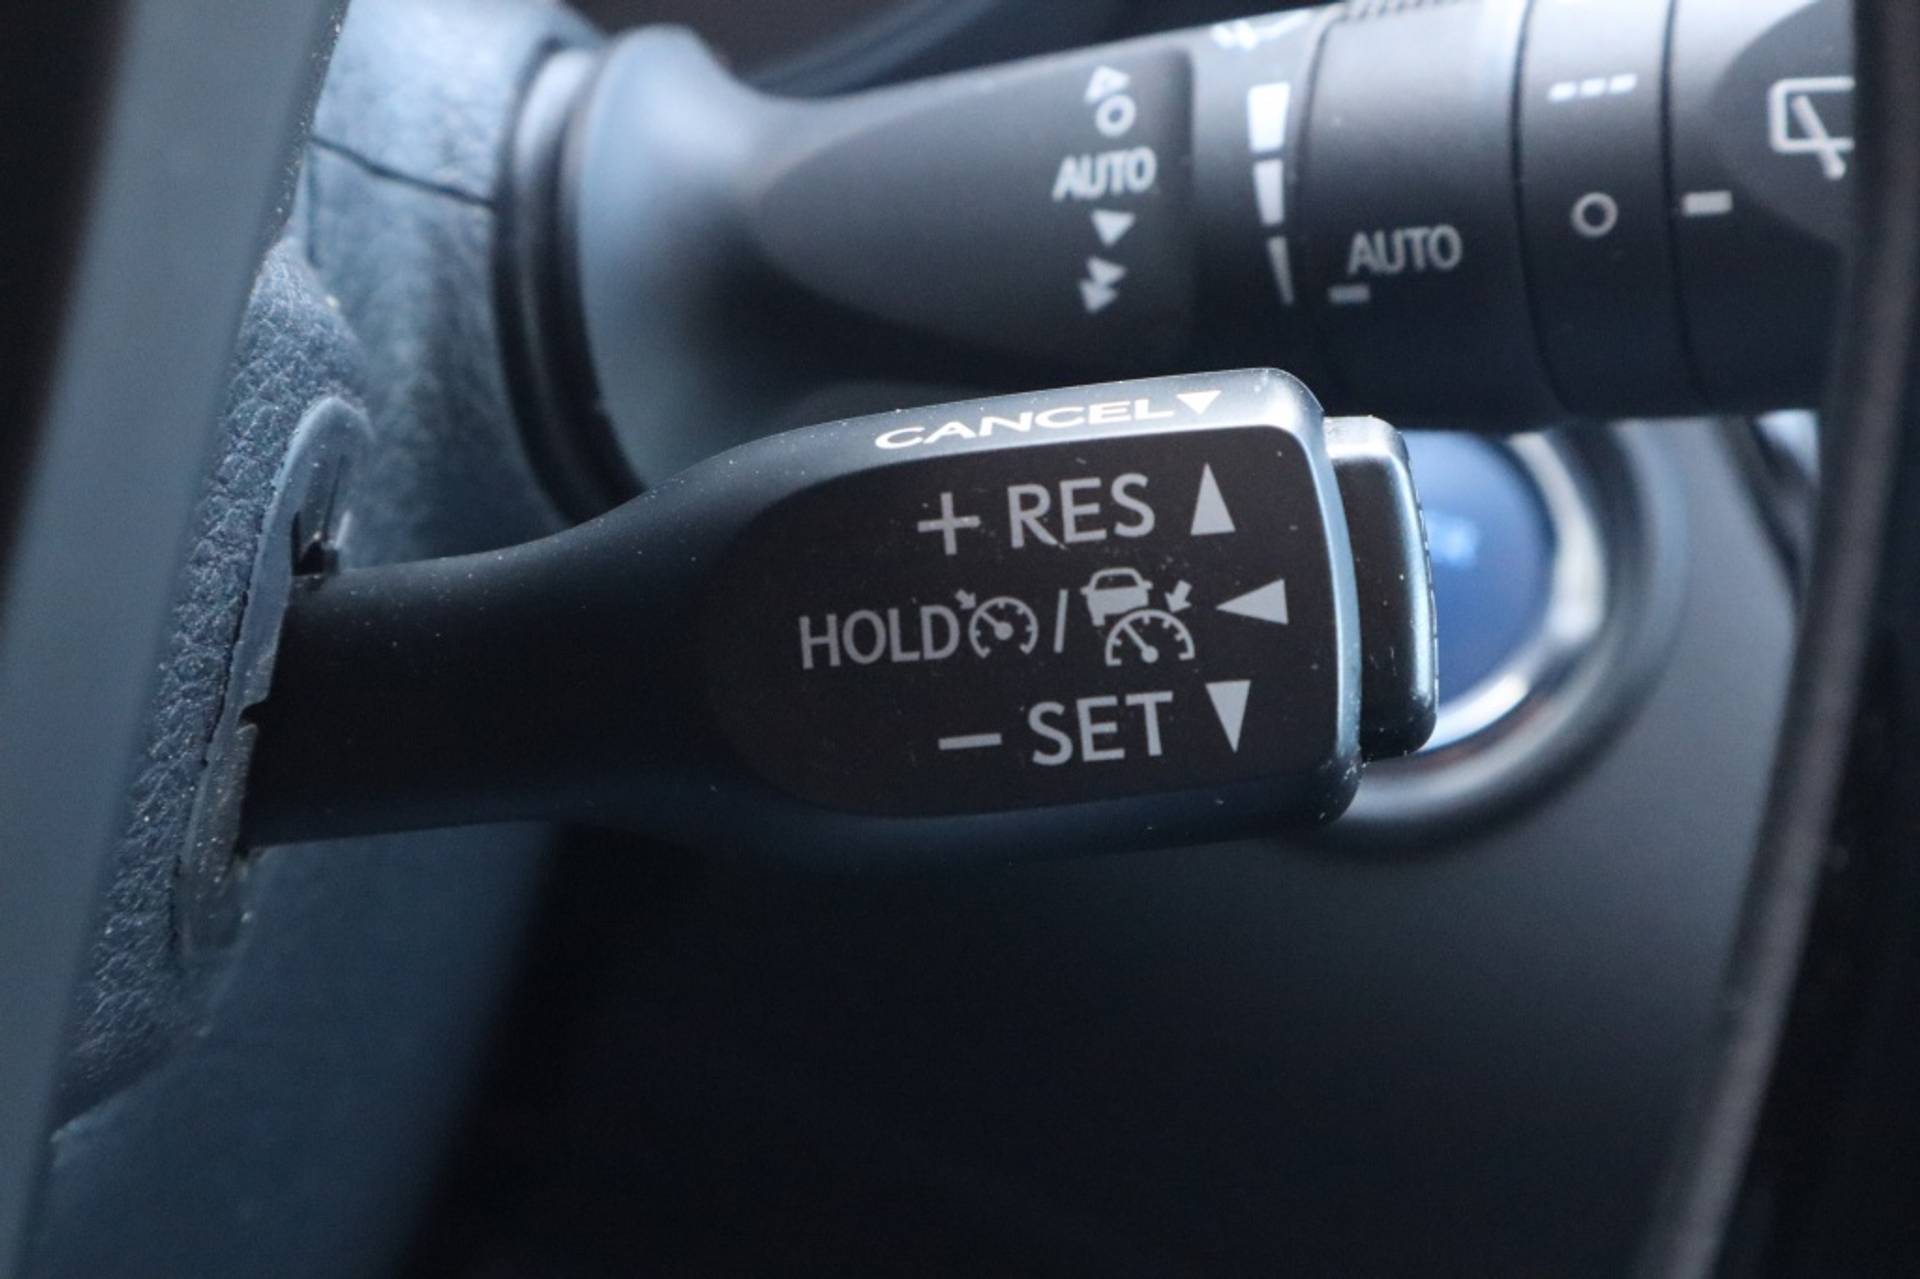 AUTO
AUTO
CANCEL
+ RES
HOLD /
− SET